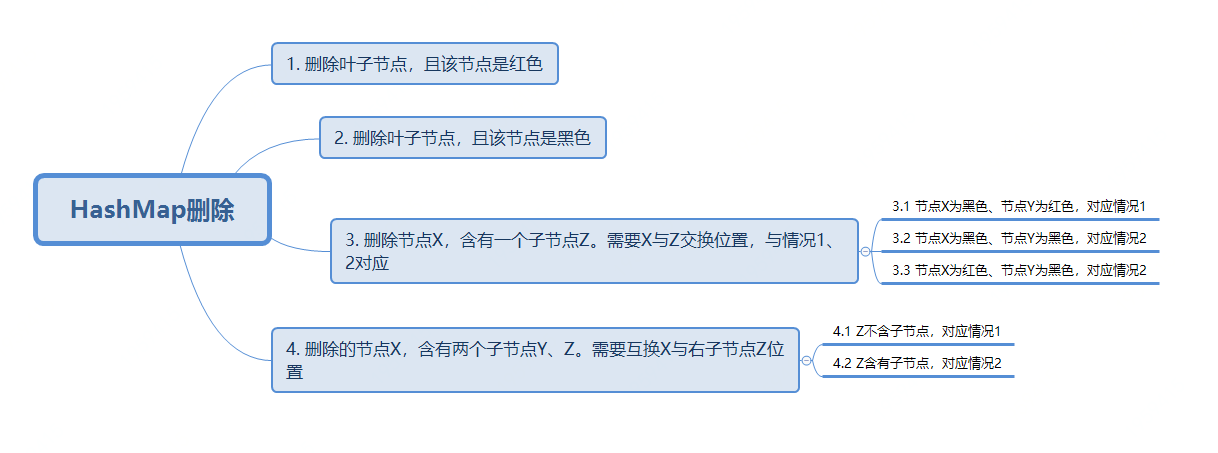 1. 删除叶子节点，且该节点是红色
2. 删除叶子节点，且该节点是黑色
HashMap删除
3. 删除节点X，含有一个子节点Z。需要X与Z交换位置，与情况1、
2对应
3.1 节点X为黑色、节点Y为红色，对应情况1
3.2 节点X为黑色、节点Y为黑色，对应情况2
3.3 节点X为红色、节点Y为黑色，对应情况2
4. 删除的节点X，含有两个子节点Y、Z。需要互换X与右子节点Z位
置
4.1 Z不含子节点，对应情况1
4.2 Z含有子节点，对应情况2